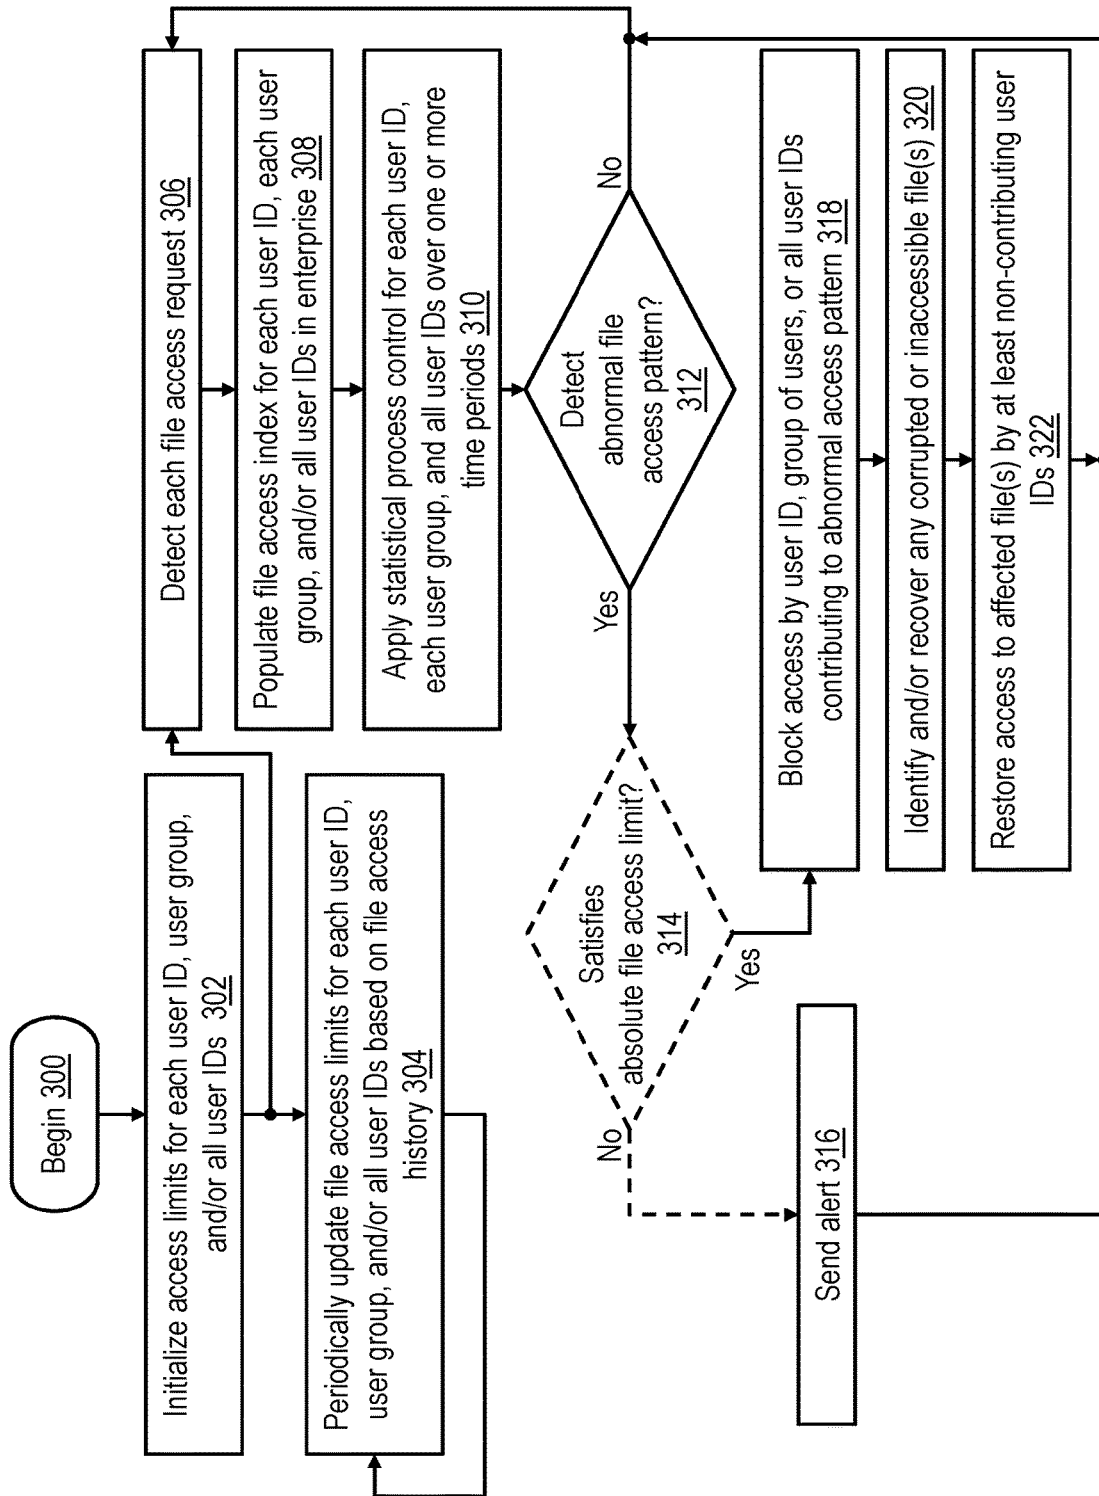 Begin 300
Initialize access limits for each user ID, user group,
and/or all user IDs 302
Periodically update file access limits for each user ID,
user group, and/or all user IDs based on file access
history 304
Detect each file access request 306
Populate file access index for each user ID, each user
group, and/or all user IDs in enterprise 308
Apply statistical process control for each user ID,
each user group, and all user IDs over one or more
time periods 310
Detect
abnormal file
access pattern?
312
No
Yes
Satisfies
absolute file access limit?
314
No
Yes
Send alert 316
Block access by user ID, group of users, or all user IDs
contributing to abnormal access pattern 318
Identify and/or recover any corrupted or inaccessible file(s) 320
Restore access to affected file(s) by at least non-contributing user
IDs 322